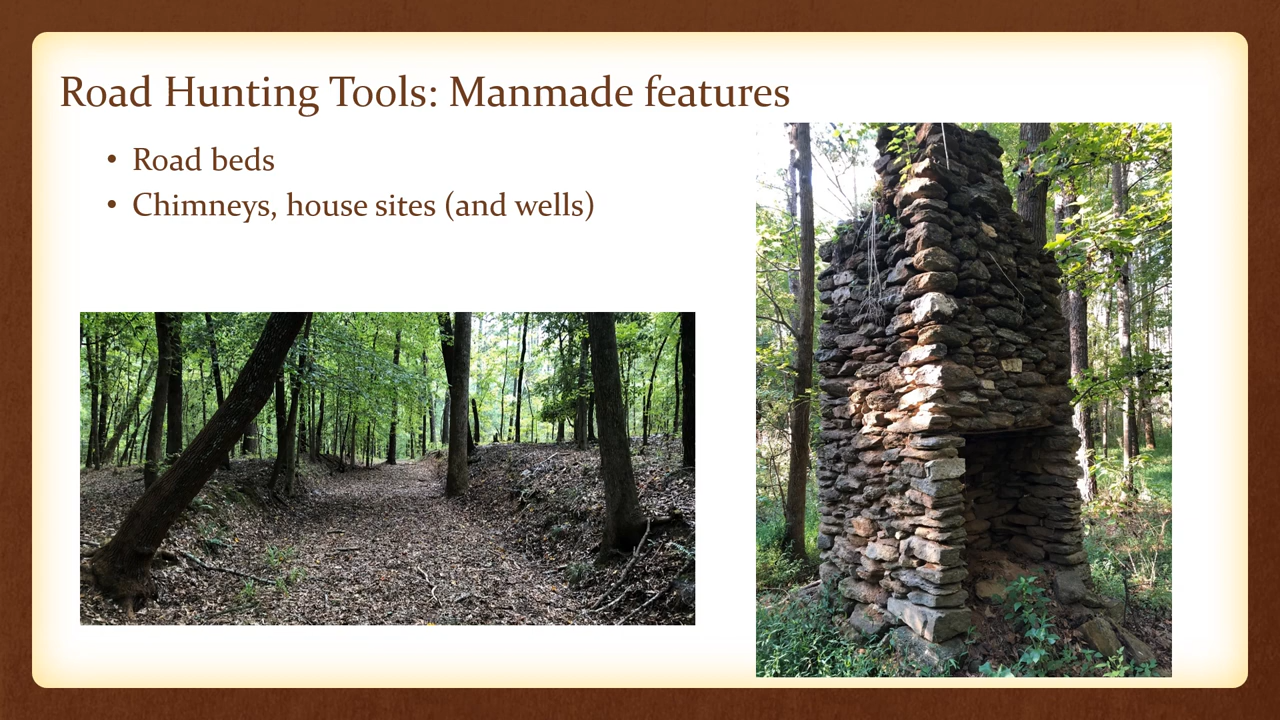 Road Hunting Tools: Manmade features
• Road beds
• Chimneys, house sites (and wells)